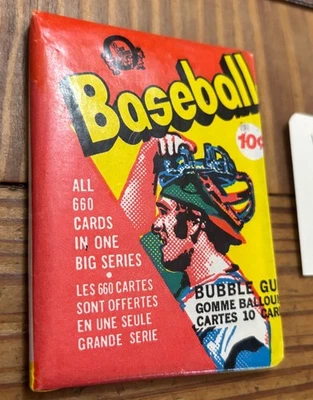 Baseball
10¢
ALL
660
CARDS
IN ONE
BIG SERIES
•
LES 660 CARTES
SONT OFFERTES
EN UNE SEULE
GRANDE SERIE
BUBBLE GU
GOMME BALLOU
CARTES 10 CAR